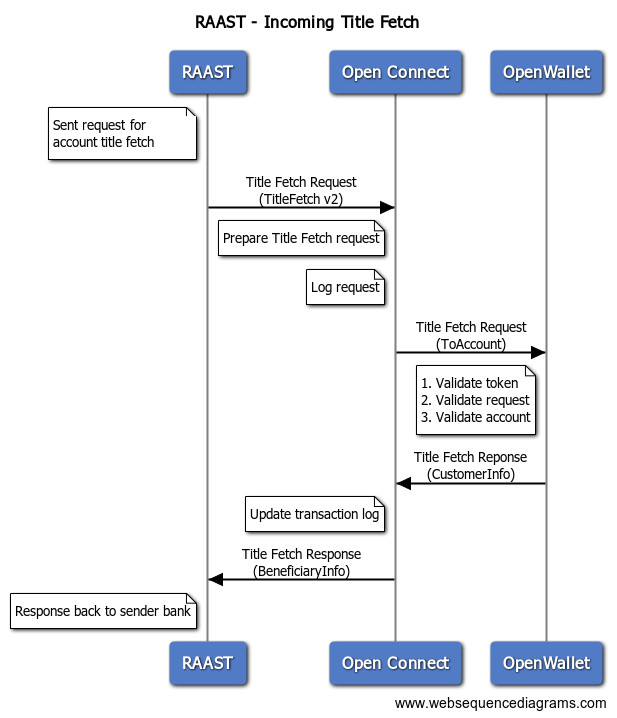 RAAST - Incoming Title Fetch
RAAST
Open Connect
OpenWallet
Sent request for
account title fetch
Title Fetch Request
(TitleFetch v2)
Prepare Title Fetch request
Log request
Title Fetch Request
(ToAccount)
1. Validate token
2. Validate request
3. Validate account
Title Fetch Reponse
(CustomerInfo)
Update transaction log
Title Fetch Response
(BeneficiaryInfo)
Response back to sender bank
RAAST
Open Connect
OpenWallet
www.websequencediagrams.com